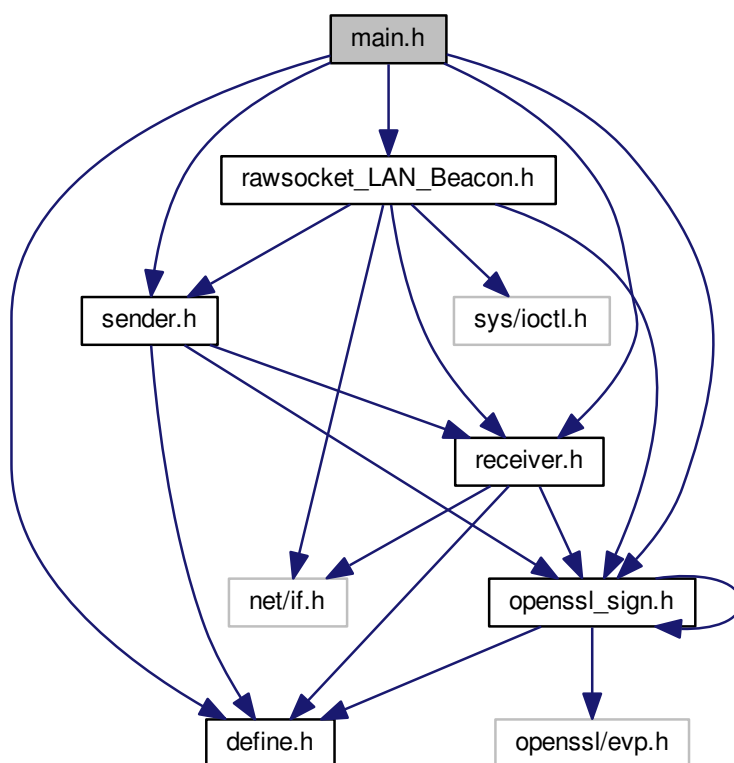 main.h
rawsocket_LAN_Beacon.h
sender.h
sys/ioctl.h
receiver.h
net/if.h
openssl_sign.h
define.h
openssl/evp.h